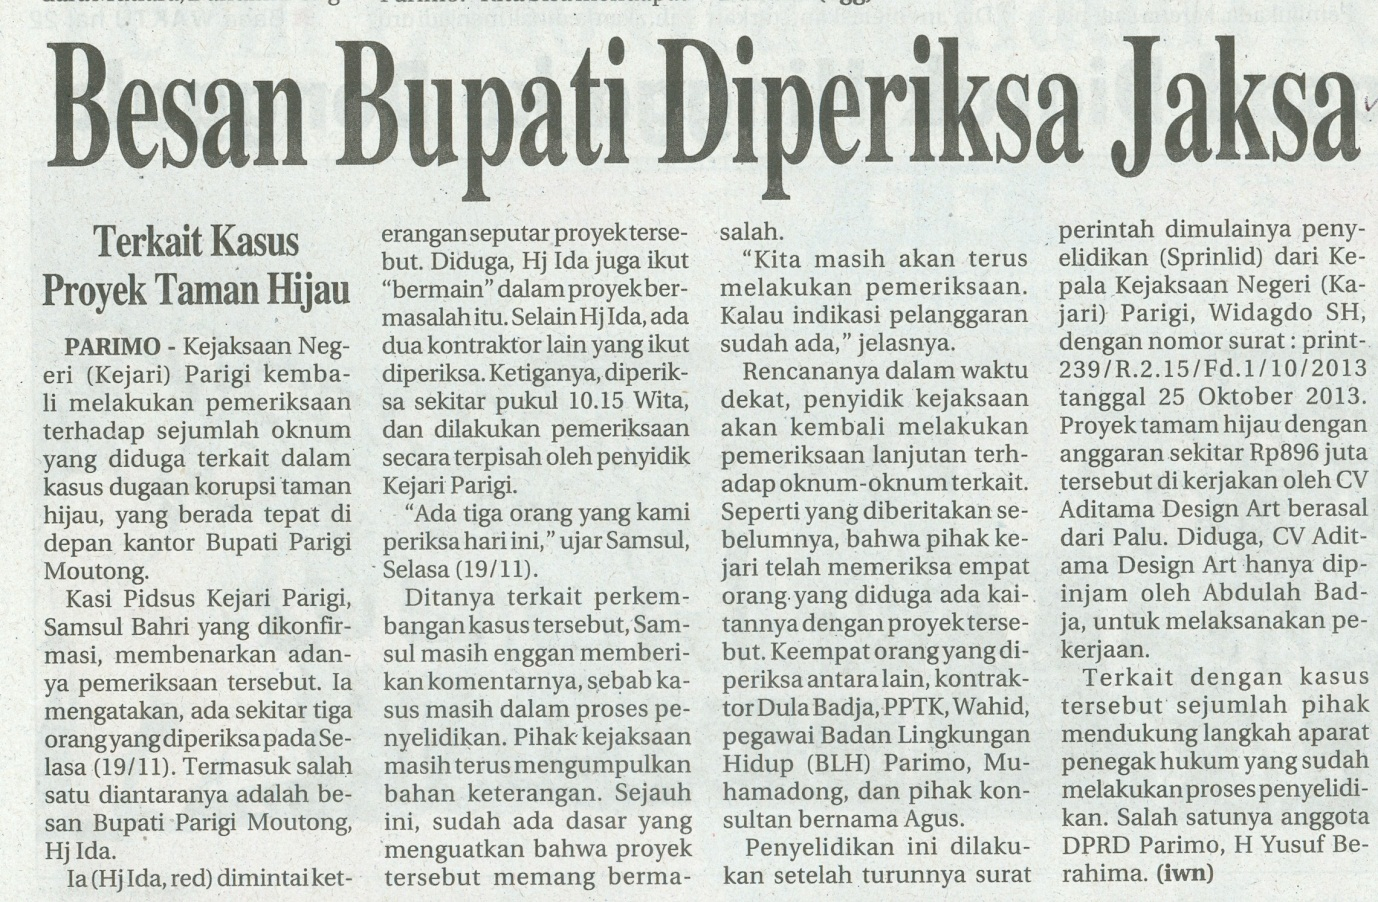 Besan Bupati Diperiksa Jaksa
Terkait Kasus
Proyek Taman Hijau
PARIMO - Kejaksaan Neg-
eri (Kejari) Parigi kemba-
li melakukan pemeriksaan
terhadap sejumlah oknum
yang diduga terkait dalam
kasus dugaan korupsi taman
hijau, yang berada tepat di
depan kantor Bupati Parigi
Moutong.
Kasi Pidsus Kejari Parigi,
Samsul Bahri yang dikonfir-
masi, membenarkan adan-
ya pemeriksaan tersebut. Ia
mengatakan, ada sekitar tiga
orang yang diperiksa pada Se-
lasa (19/11). Termasuk salah
satu diantaranya adalah be-
san Bupati Parigi Moutong,
Hj Ida.
Ia (Hj Ida, red) dimintai ket-
erangan seputar proyek terse-
but. Diduga, Hj Ida juga ikut
“bermain” dalam proyek ber-
masalah itu. Selain Hj Ida, ada
dua kontraktor lain yang ikut
diperiksa. Ketiganya, diperik-
sa sekitar pukul 10.15 Wita,
dan dilakukan pemeriksaan
secara terpisah oleh penyidik
Kejari Parigi.
“Ada tiga orang yang kami
periksa hari ini,” ujar Samsul,
Selasa (19/11).
Ditanya terkait perkem-
bangan kasus tersebut, Sam-
sul masih enggan memberi-
kan komentarnya, sebab ka-
sus masih dalam proses pe-
nyelidikan. Pihak kejaksaan
masih terus mengumpulkan
bahan keterangan. Sejauh
ini, sudah ada dasar yang
menguatkan bahwa proyek
tersebut memang berma-
salah.
“Kita masih akan terus
melakukan pemeriksaan.
Kalau indikasi pelanggaran
sudah ada,” jelasnya.
Rencananya dalam waktu
dekat, penyidik kejaksaan
akan kembali melakukan
pemeriksaan lanjutan terh-
adap oknum-oknum terkait.
Seperti yang diberitakan se-
belumnya, bahwa pihak ke-
jari telah memeriksa empat
orang yang diduga ada kai-
tannya dengan proyek terse-
but. Keempat orang yang di-
periksa antara lain, kontrak-
tor Dula Badja, PPTK, Wahid,
pegawai Badan Lingkungan
Hidup (BLH) Parimo, Mu-
hamadong, dan pihak kon-
sultan bernama Agus.
Penyelidikan ini dilaku-
kan setelah turunnya surat
perintah dimulainya peny-
elidikan (Sprinlid) dari Ke-
pala Kejaksaan Negeri (Ka-
jari) Parigi, Widagdo SH,
dengan nomor surat : print-
239/R.2.15/Fd.1/10/2013
tanggal 25 Oktober 2013.
Proyek tamam hijau dengan
anggaran sekitar Rp896 juta
tersebut di kerjakan oleh CV
Aditama Design Art berasal
dari Palu. Diduga, CV Adit-
ama Design Art hanya dip-
injam oleh Abdulah Bad-
ja, untuk melaksanakan pe-
kerjaan.
Terkait dengan kasus
tersebut sejumlah pihak
mendukung langkah aparat
penegak hukum yang sudah
melakukan proses penyelidi-
kan. Salah satunya anggota
DPRD Parimo, H Yusuf Be-
rahima. (iwn)